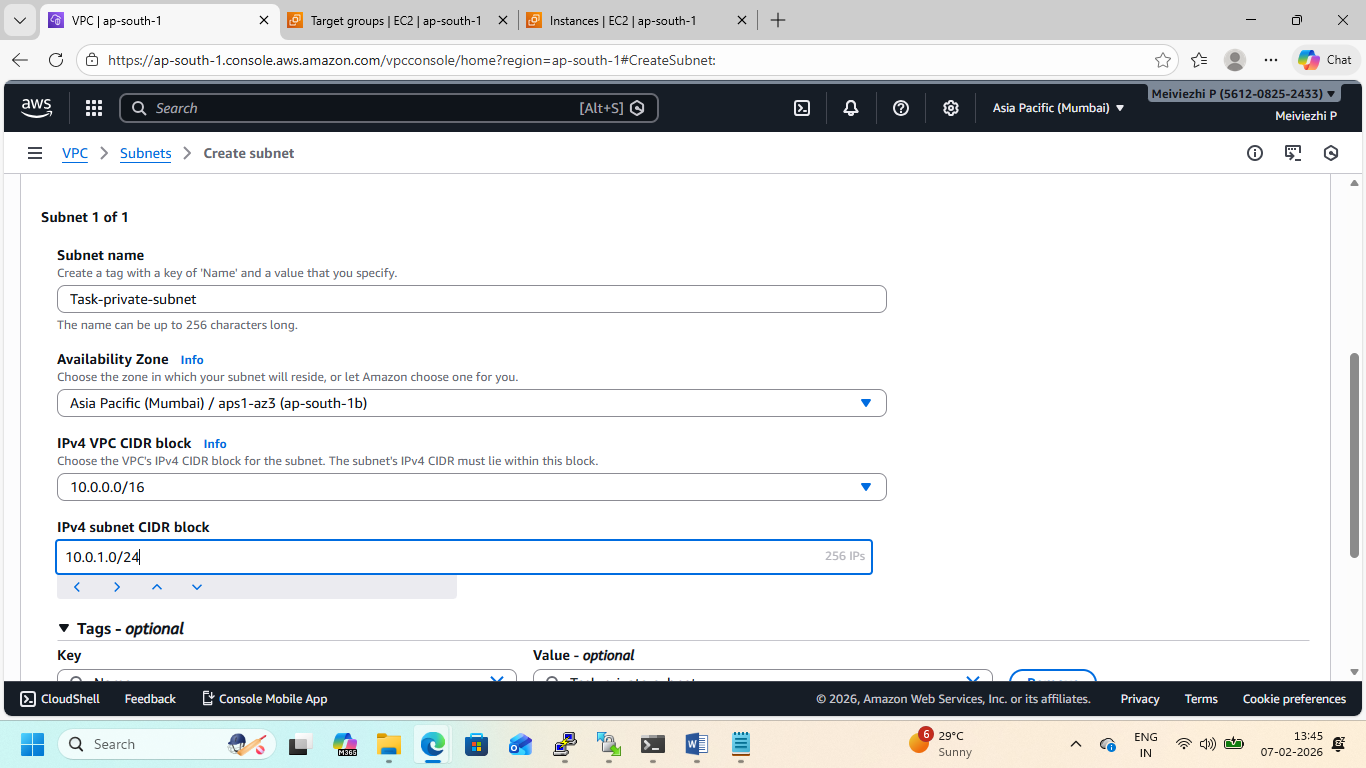 VPC | ap-south-1
Target groups | EC2 | ap-south-1
Instances | EC2 | ap-south-1
https://ap-south-1.console.aws.amazon.com/vpcconsole/home?region=ap-south-1#CreateSubnet:
Chat
aws
Search
[Alt+S]
Asia Pacific (Mumbai)
Meiviezhi P (5612-0825-2433)
Meiviezhi P
VPC
Subnets
Create subnet
Subnet 1 of 1
Subnet name
Create a tag with a key of 'Name' and a value that you specify.
Task-private-subnet
The name can be up to 256 characters long.
Availability Zone Info
Choose the zone in which your subnet will reside, or let Amazon choose one for you.
Asia Pacific (Mumbai) / aps1-az3 (ap-south-1b)
IPv4 VPC CIDR block Info
Choose the VPC's IPv4 CIDR block for the subnet. The subnet's IPv4 CIDR must lie within this block.
10.0.0.0/16
IPv4 subnet CIDR block
10.0.1.0/24
256 IPs
Tags - optional
Key
Value - optional
Name
Task-private-subnet
Remove
CloudShell
Feedback
Console Mobile App
© 2026, Amazon Web Services, Inc. or its affiliates.
Privacy
Terms
Cookie preferences
Search
M365
6
29°C
Sunny
ENG
IN
13:45
07-02-2026